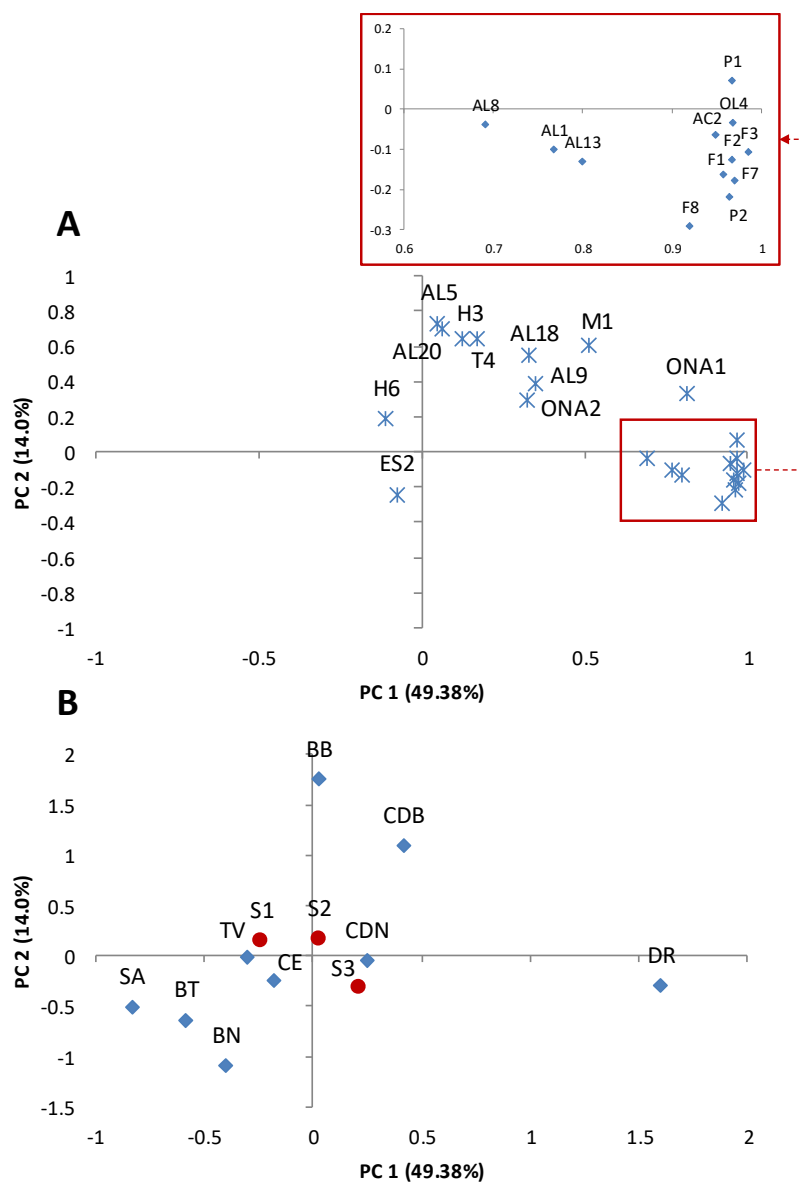 0.2
P1
0.1
OL4
0
AL8
AC2
F3
AL1
F2
-0.1
AL13
F1
F7
-0.2
F8
P2
-0.3
0.6
0.7
0.8
0.9
1
A
1
AL5
0.8
H3
AL18
M1
0.6
AL20
T4
AL9
ONA1
0.4
H6
ONA2
0.2
0
ES2
-0.2
-0.4
-0.6
-0.8
-1
PC 2 (14.0%)
-1
-0.5
0
0.5
1
PC 1 (49.38%)
B
2
BB
1.5
CDB
1
0.5
S1
S2
TV
CDN
0
CE
S3
DR
SA
BT
-0.5
BN
-1
-1.5
PC 2 (14.0%)
-1
-0.5
0
0.5
1
1.5
2
PC 1 (49.38%)